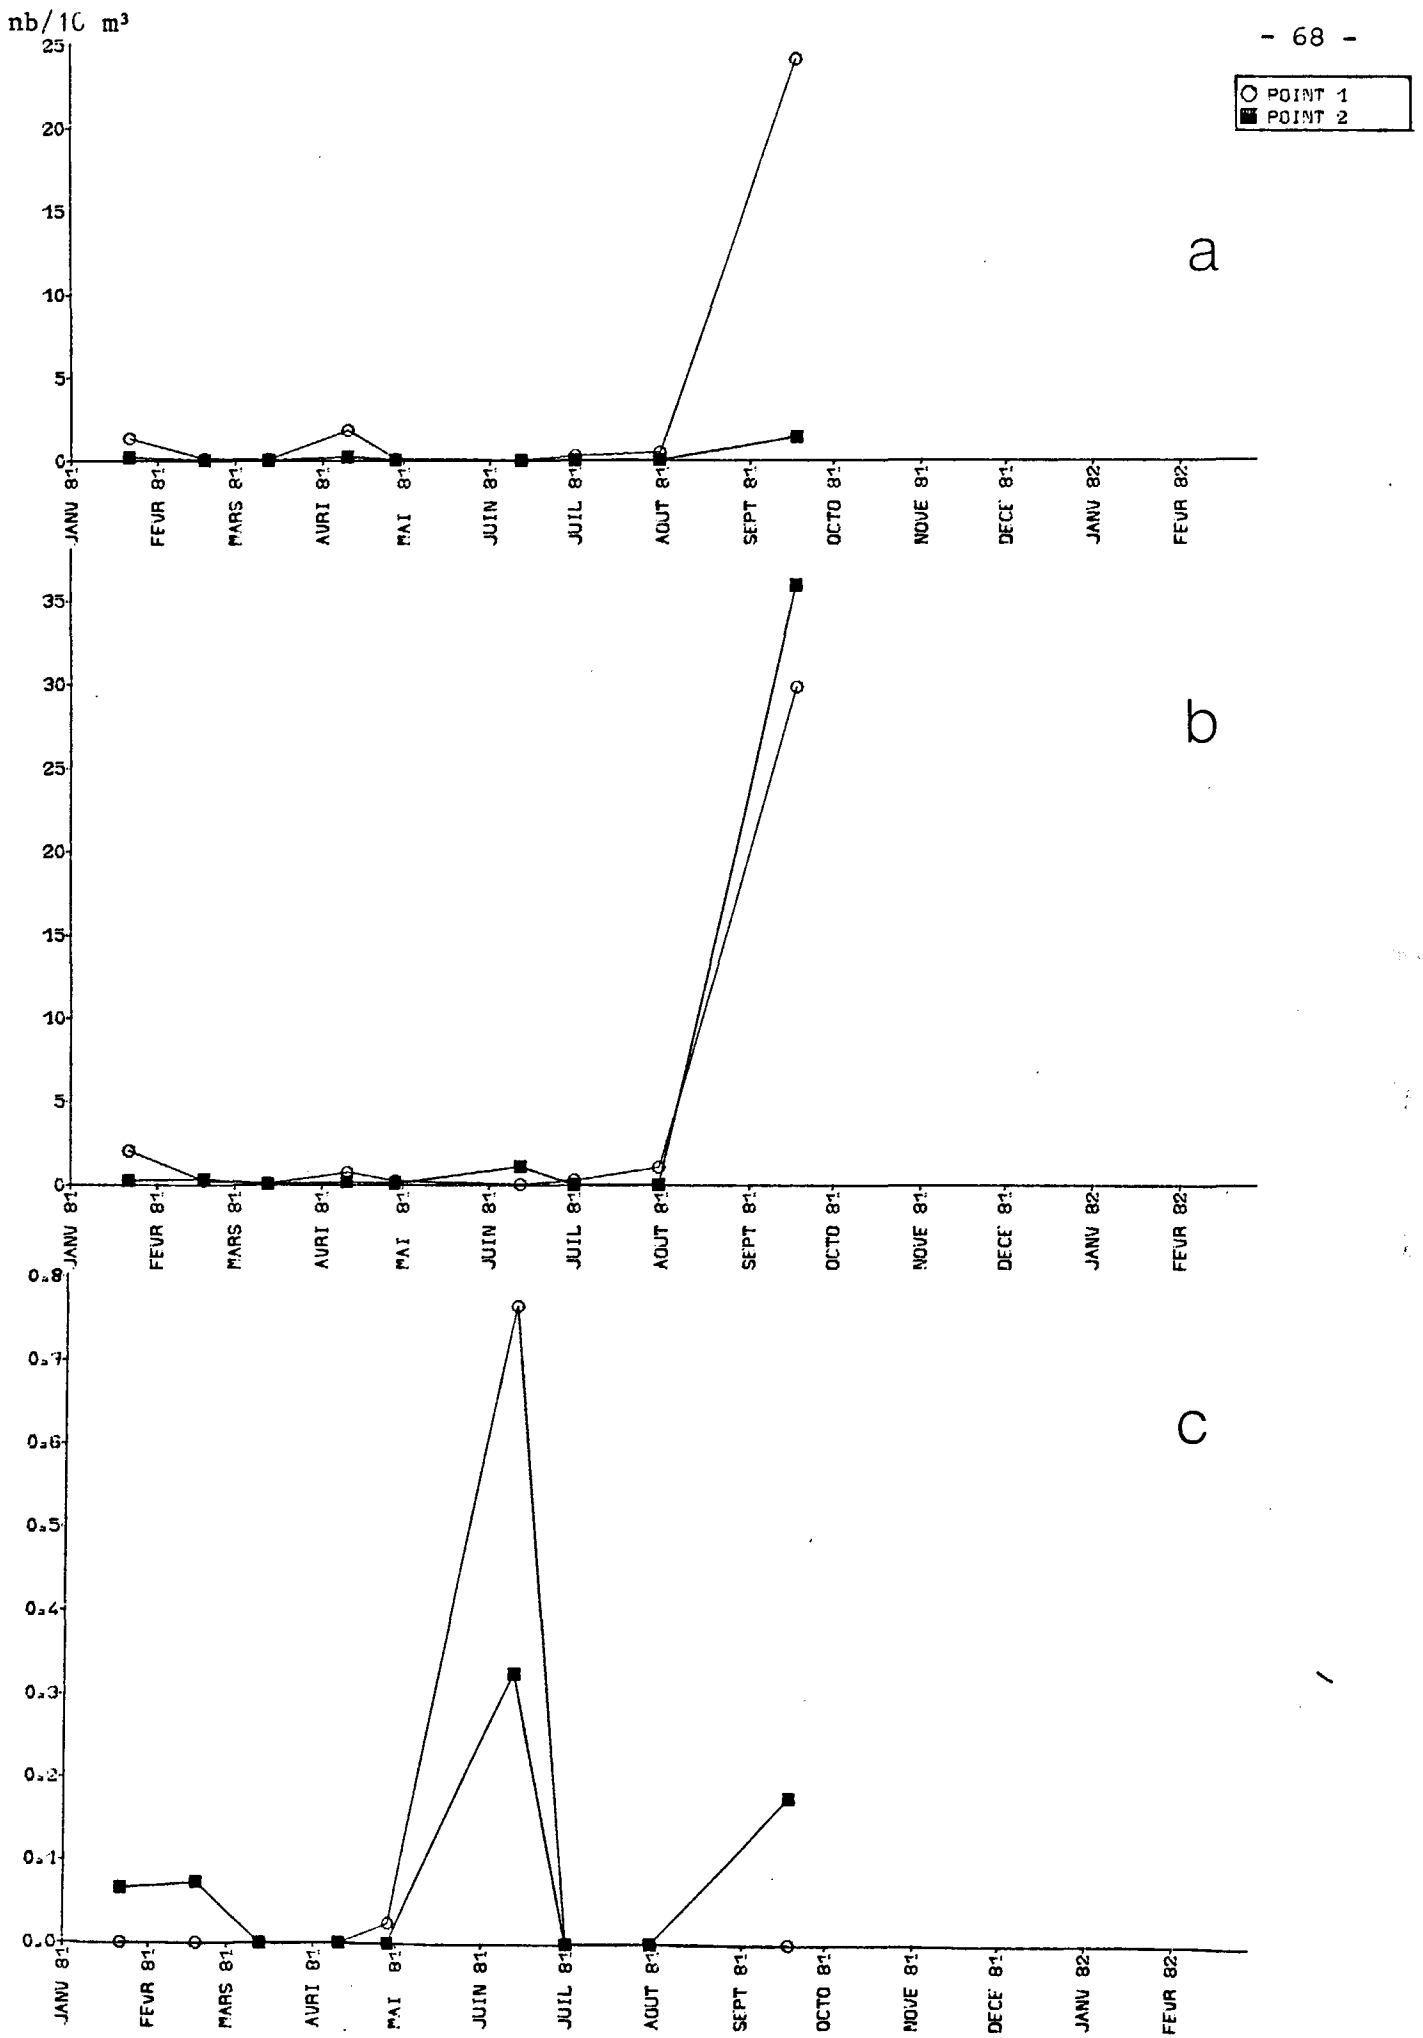 nb/10 m³
- 68 -
POINT 1
POINT 2
25
20
15
10
5
0
a
JANV 81
FEVR 81
MARS 81
AVRI 81
MAI 81
JUIN 81
JUIL 81
AOUT 81
SEPT 81
OCTO 81
NOVE 81
DECE 81
JANV 82
FEVR 82
35
30
25
20
15
10
5
0
b
JANV 81
FEVR 81
MARS 81
AVRI 81
MAI 81
JUIN 81
JUIL 81
AOUT 81
SEPT 81
OCTO 81
NOVE 81
DECE 81
JANV 82
FEVR 82
0.8
0.7
0.6
0.5
0.4
0.3
0.2
0.1
0.0
c
JANV 81
FEVR 81
MARS 81
AVRI 81
MAI 81
JUIN 81
JUIL 81
AOUT 81
SEPT 81
OCTO 81
NOVE 81
DECE 81
JANV 82
FEVR 82